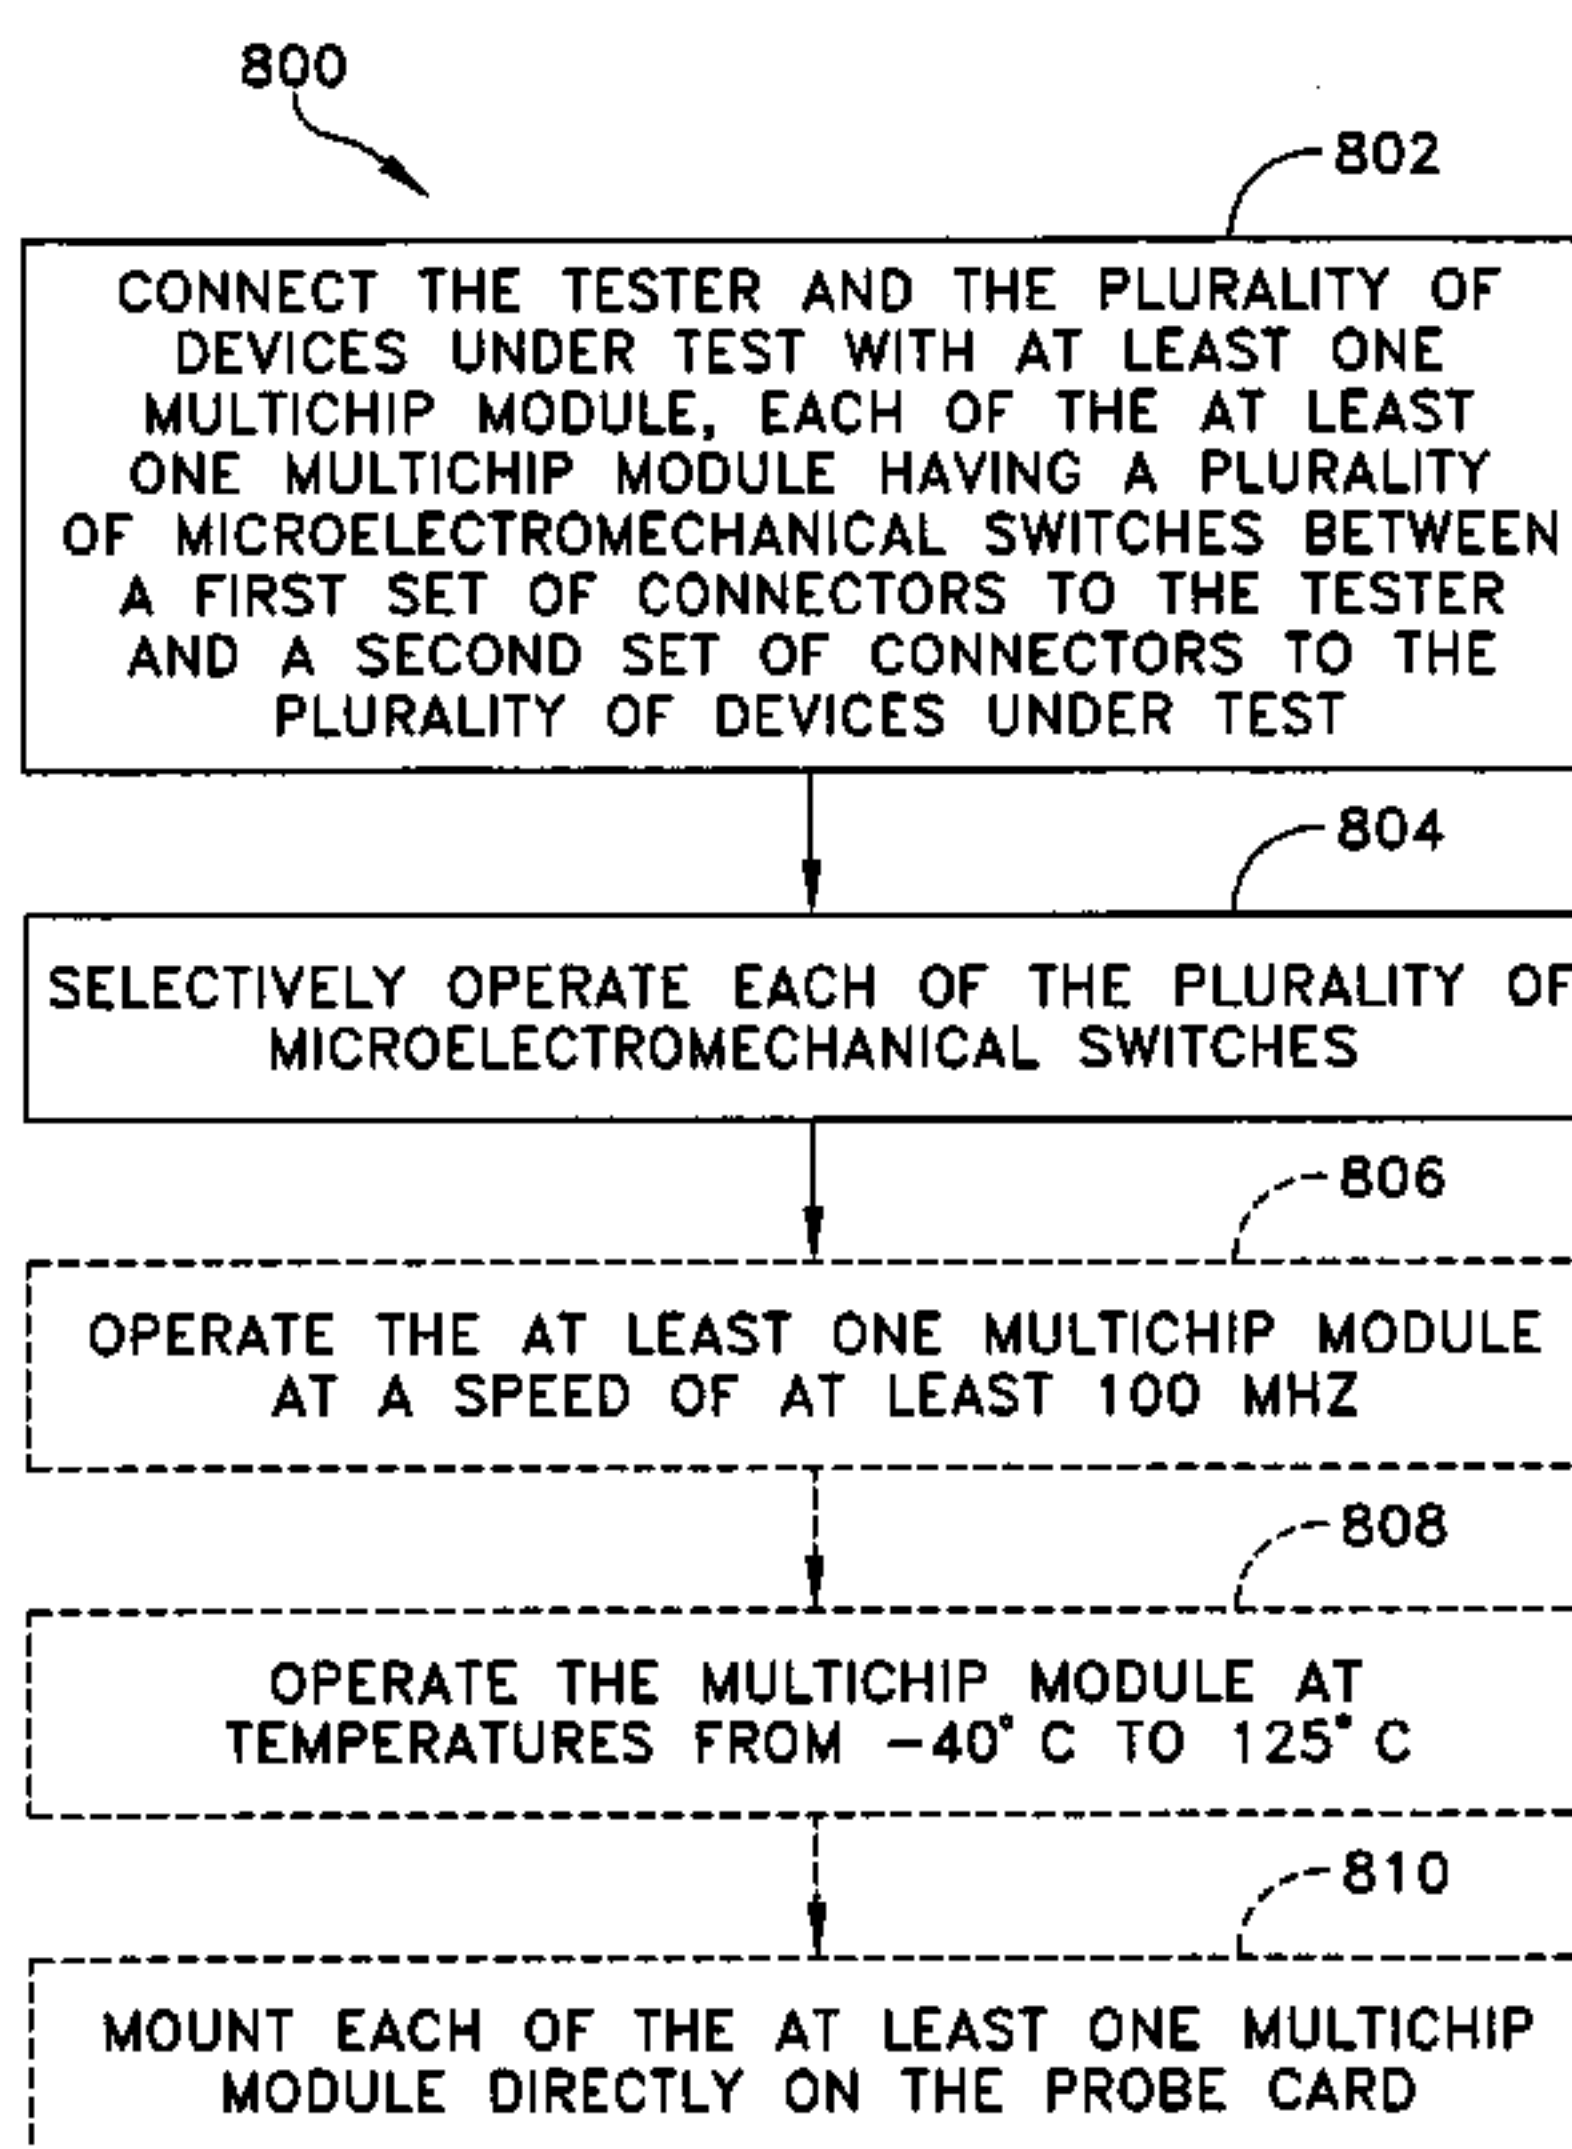 800
802
CONNECT THE TESTER AND THE PLURALITY OF
DEVICES UNDER TEST WITH AT LEAST ONE
MULTICHIP MODULE, EACH OF THE AT LEAST
ONE MULTICHIP MODULE HAVING A PLURALITY
OF MICROELECTROMECHANICAL SWITCHES BETWEEN
A FIRST SET OF CONNECTORS TO THE TESTER
AND A SECOND SET OF CONNECTORS TO THE
PLURALITY OF DEVICES UNDER TEST
804
SELECTIVELY OPERATE EACH OF THE PLURALITY OF
MICROELECTROMECHANICAL SWITCHES
806
OPERATE THE AT LEAST ONE MULTICHIP MODULE
AT A SPEED OF AT LEAST 100 MHZ
808
OPERATE THE MULTICHIP MODULE AT
TEMPERATURES FROM -40° C TO 125° C
810
MOUNT EACH OF THE AT LEAST ONE MULTICHIP
MODULE DIRECTLY ON THE PROBE CARD